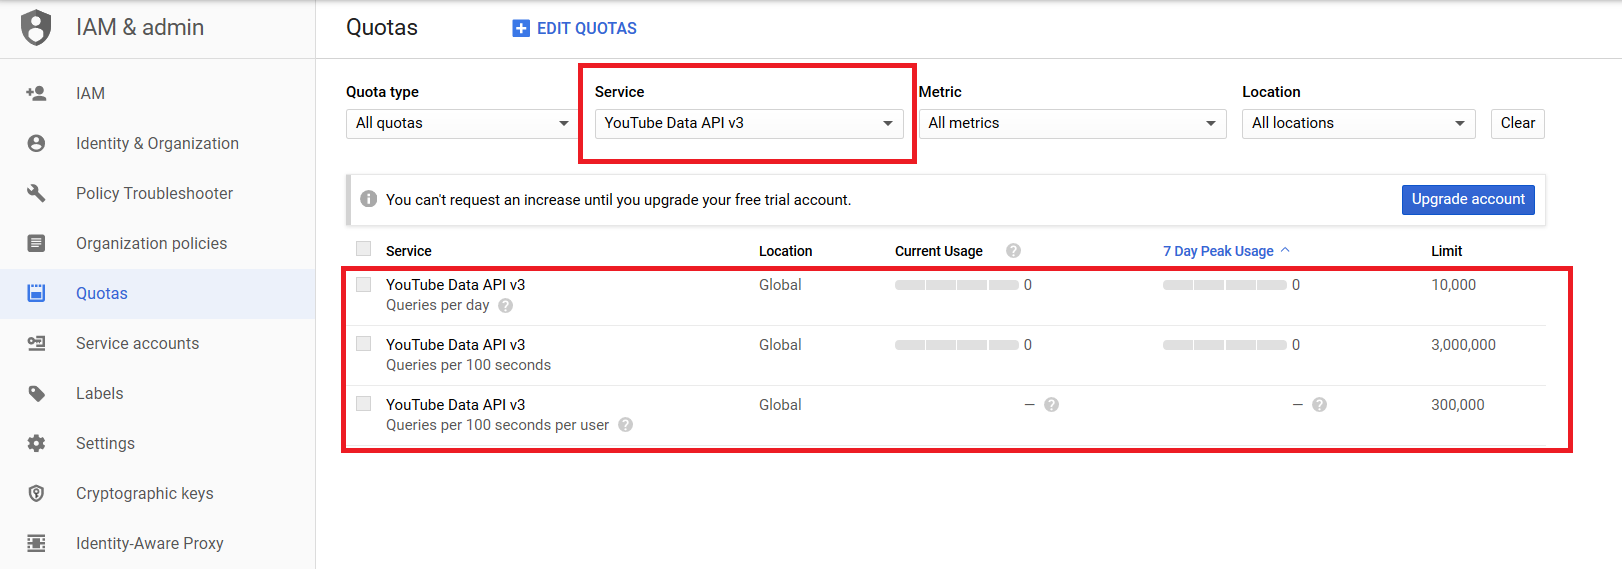 IAM & admin
Quotas
EDIT QUOTAS
IAM
Identity & Organization
Policy Troubleshooter
Organization policies
Quotas
Service accounts
Labels
Settings
Cryptographic keys
Identity-Aware Proxy
Quota type
Service
Metric
Location
All quotas
YouTube Data API v3
All metrics
All locations
Clear
You can't request an increase until you upgrade your free trial account.
Upgrade account
Service Location Current Usage ? 7 Day Peak Usage Limit
YouTube Data API v3 Global 0 0 10,000
Queries per day ?
YouTube Data API v3 Global 0 0 3,000,000
Queries per 100 seconds
YouTube Data API v3 Global – ? – ? 300,000
Queries per 100 seconds per user ?